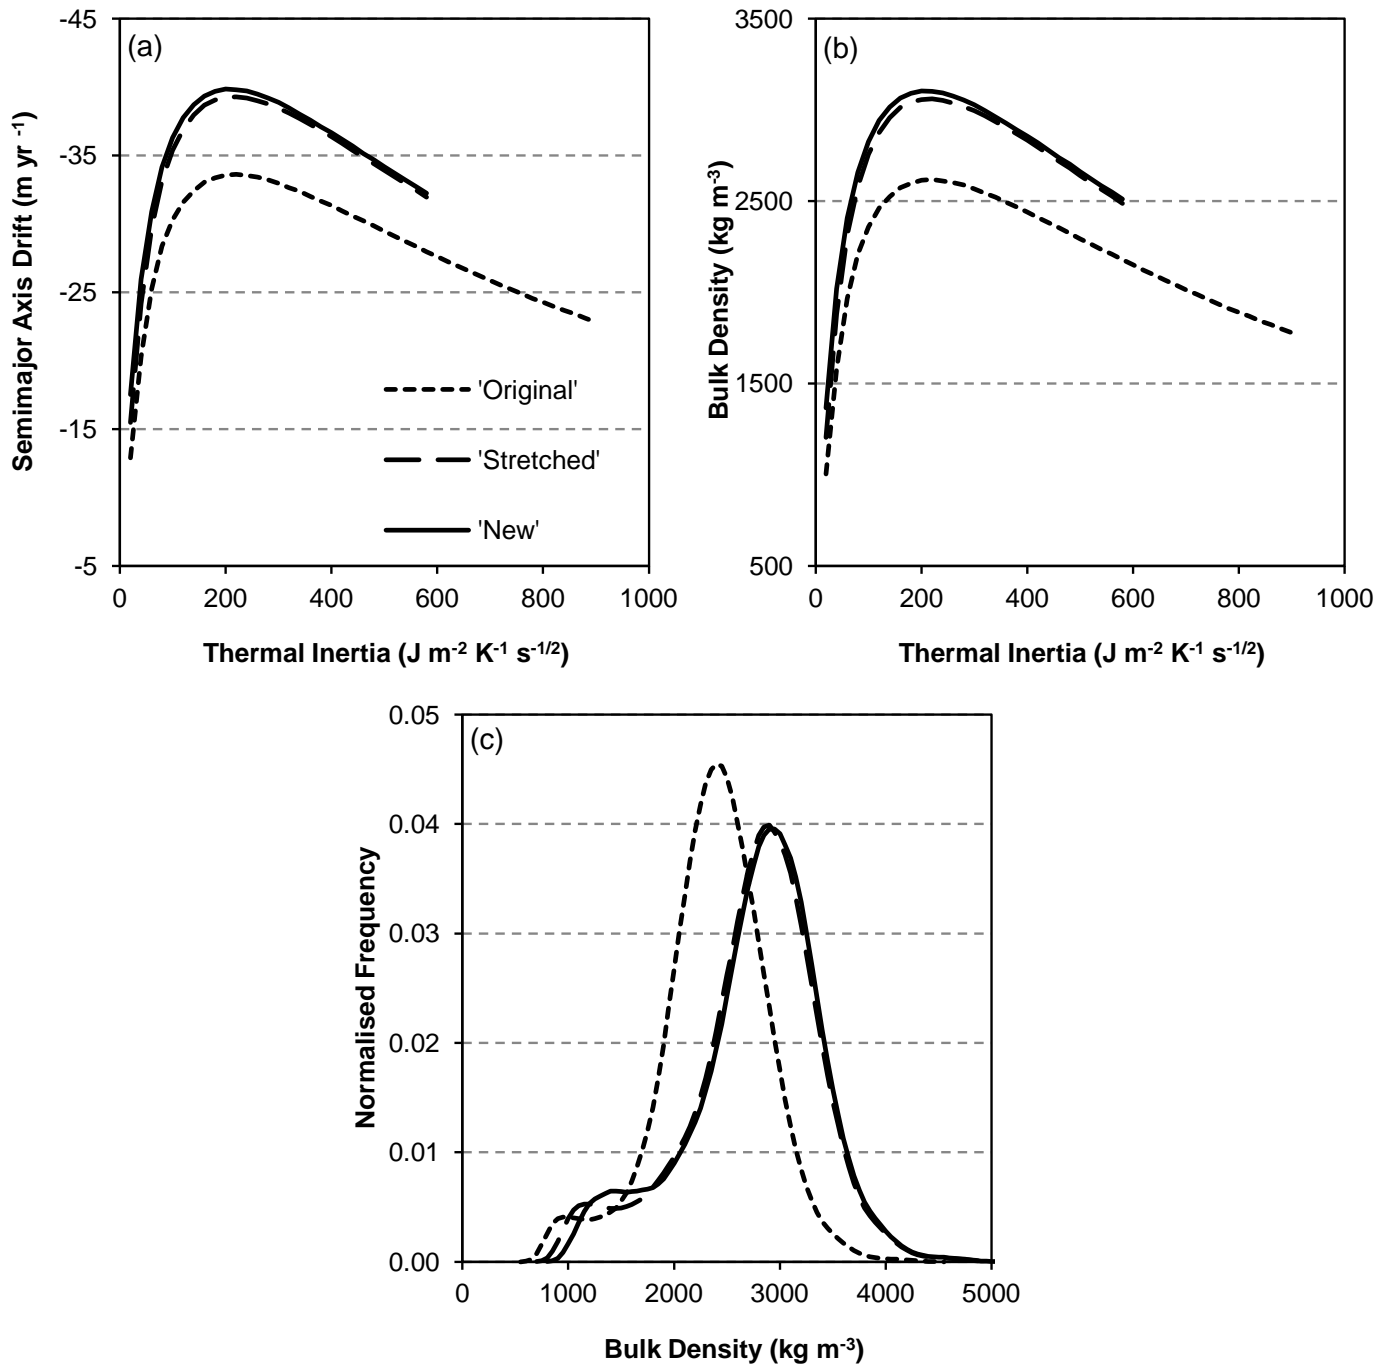 (a)
Semimajor Axis Drift (m yr -1)
-45
-35
-25
-15
-5
0 200 400 600 800 1000
Thermal Inertia (J m-2 K-1 s-1/2)
'Original'
'Stretched'
'New'
(b)
Bulk Density (kg m-3)
3500
2500
1500
500
0 200 400 600 800 1000
Thermal Inertia (J m-2 K-1 s-1/2)
(c)
Normalised Frequency
0.05
0.04
0.03
0.02
0.01
0.00
0 1000 2000 3000 4000 5000
Bulk Density (kg m-3)